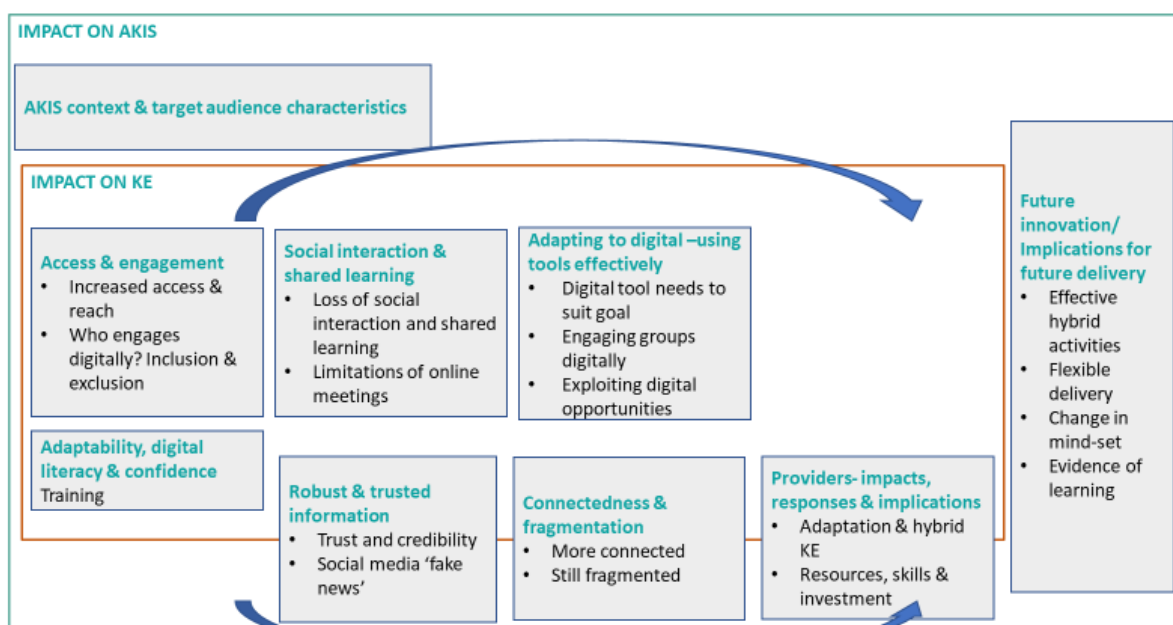 IMPACT ON AKIS
AKIS context & target audience characteristics
IMPACT ON KE
Access & engagement
• Increased access &
reach
• Who engages
digitally? Inclusion &
exclusion
Social interaction &
shared learning
• Loss of social
interaction and shared
learning
• Limitations of online
meetings
Adapting to digital –using
tools effectively
• Digital tool needs to
suit goal
• Engaging groups
digitally
• Exploiting digital
opportunities
Adaptability, digital
literacy & confidence
Training
Robust & trusted
information
• Trust and credibility
• Social media ‘fake
news’
Connectedness &
fragmentation
• More connected
• Still fragmented
Providers- impacts,
responses & implications
• Adaptation & hybrid
KE
• Resources, skills &
investment
Future
innovation/
Implications for
future delivery
• Effective
hybrid
activities
• Flexible
delivery
• Change in
mind-set
• Evidence of
learning